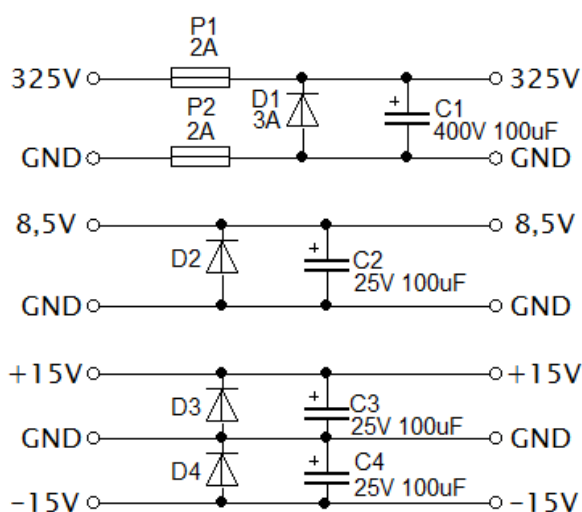 P1
2A
325V
325V
D1
3A
+
C1
400V 100uF
P2
2A
GND
GND
8,5V
8,5V
D2
+
C2
25V 100uF
GND
GND
+15V
+15V
D3
+
C3
25V 100uF
GND
GND
D4
+
C4
25V 100uF
-15V
-15V